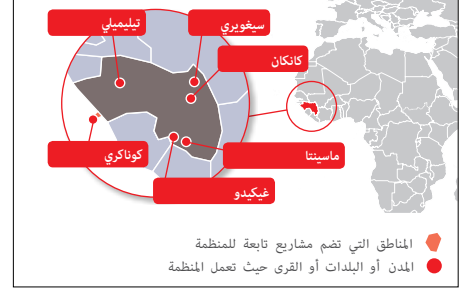 سيغويري
تيليميلي
كانكان
كوناكري
ماسينتا
غيكيدو
المناطق التي تضم مشاريع تابعة للمنظمة
المدن أو البلدات أو القرى حيث تعمل المنظمة